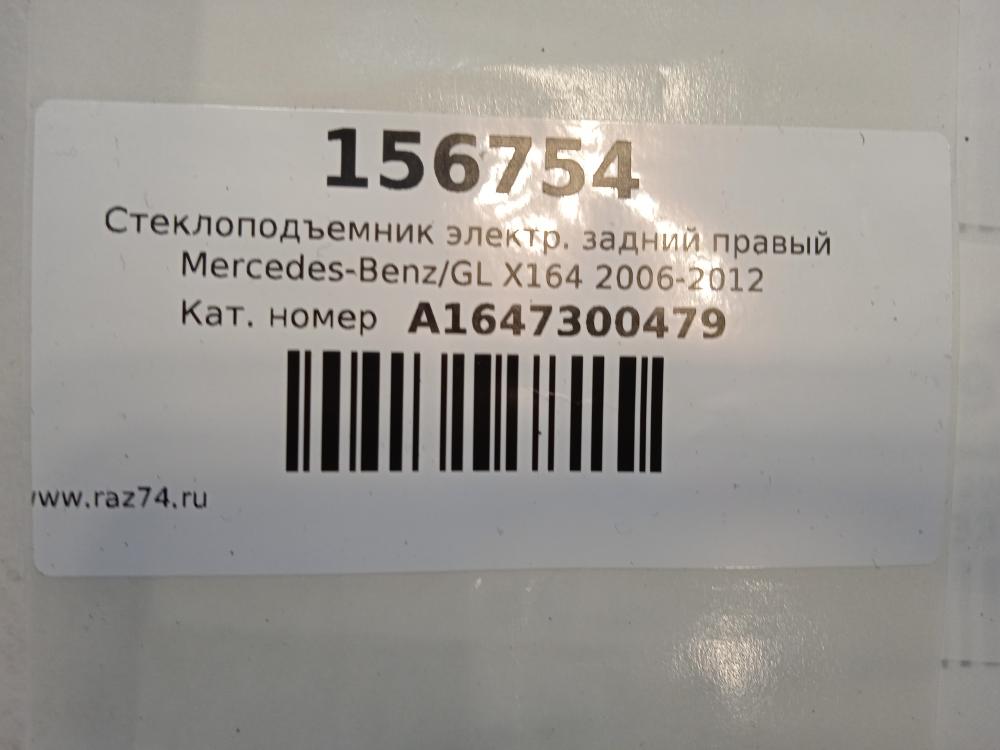 156754
Стеклоподъемник электр. задний правый
Mercedes-Benz/GL X164 2006-2012
Кат. номер A1647300479
www.raz74.ru